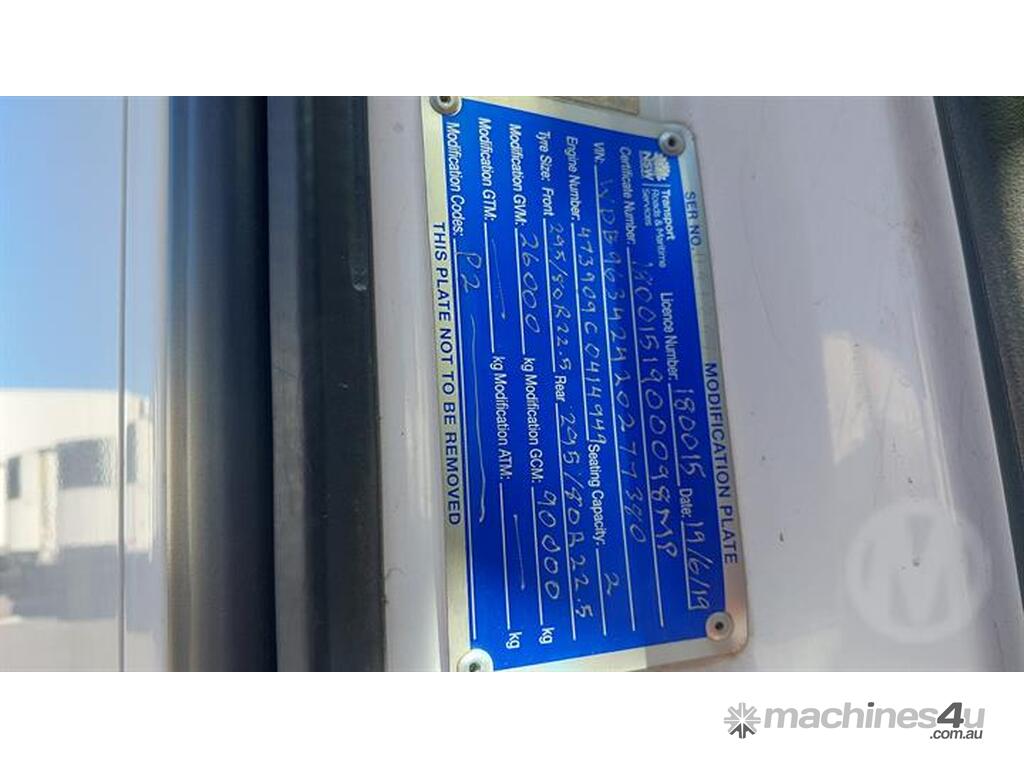 SER NO. MODIFICATION PLATE
NSW Transport Roads & Maritime Services
Licence Number: 180015 Date: 19/6/19
Certificate Number: 001519000098MP
VIN: WDB9634242
Engine Number: 473909C0414949 Seating Capacity: 2
Tyre Size: Front 295/80R22.5 Rear 295/80R22.5
Modification GVM: 26000 kg Modification GCM: 90000 kg
Modification GTM: — kg Modification ATM: — kg
Modification Codes: P2
THIS PLATE NOT TO BE REMOVED
machines4u
.com.au